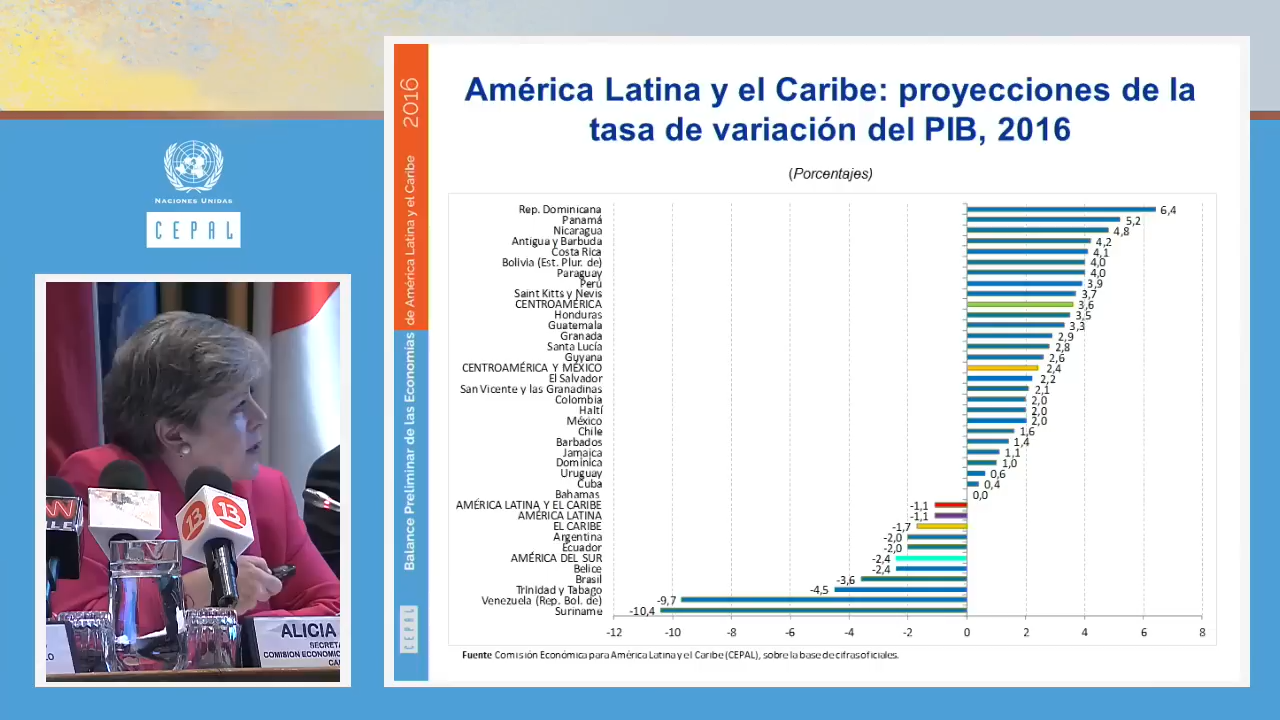 NACIONES UNIDAS
CEPAL
13
13
ALICIA
SECRETA
COMISIÓN ECONÓMIC
2016
Balance Preliminar de las Economías de América Latina y el Caribe
CEPAL
América Latina y el Caribe: proyecciones de la
tasa de variación del PIB, 2016
(Porcentajes)
Rep. Dominicana 6,4
Panamá 5,2
Nicaragua 4,8
Antigua y Barbuda 4,2
Costa Rica 4,1
Bolivia (Est. Plur. de) 4,0
Paraguay 4,0
Perú 3,9
Saint Kitts y Nevis 3,7
CENTROAMÉRICA 3,6
Honduras 3,5
Guatemala 3,3
Granada 2,9
Santa Lucía 2,8
Guyana 2,6
CENTROAMÉRICA Y MÉXICO 2,4
El Salvador 2,2
San Vicente y las Granadinas 2,1
Colombia 2,0
Haití 2,0
México 2,0
Chile 1,6
Barbados 1,4
Jamaica 1,1
Dominica 1,0
Uruguay 0,6
Cuba 0,4
Bahamas 0,0
AMÉRICA LATINA Y EL CARIBE -1,1
AMÉRICA LATINA -1,1
EL CARIBE -1,7
Argentina -2,0
Ecuador -2,0
AMÉRICA DEL SUR -2,4
Belice -2,4
Brasil -3,6
Trinidad y Tabago -4,5
Venezuela (Rep. Bol. de) -9,7
Suriname -10,4
-12 -10 -8 -6 -4 -2 0 2 4 6 8
Fuente Comisión Económica para América Latina y el Caribe (CEPAL), sobre la base de cifras oficiales.